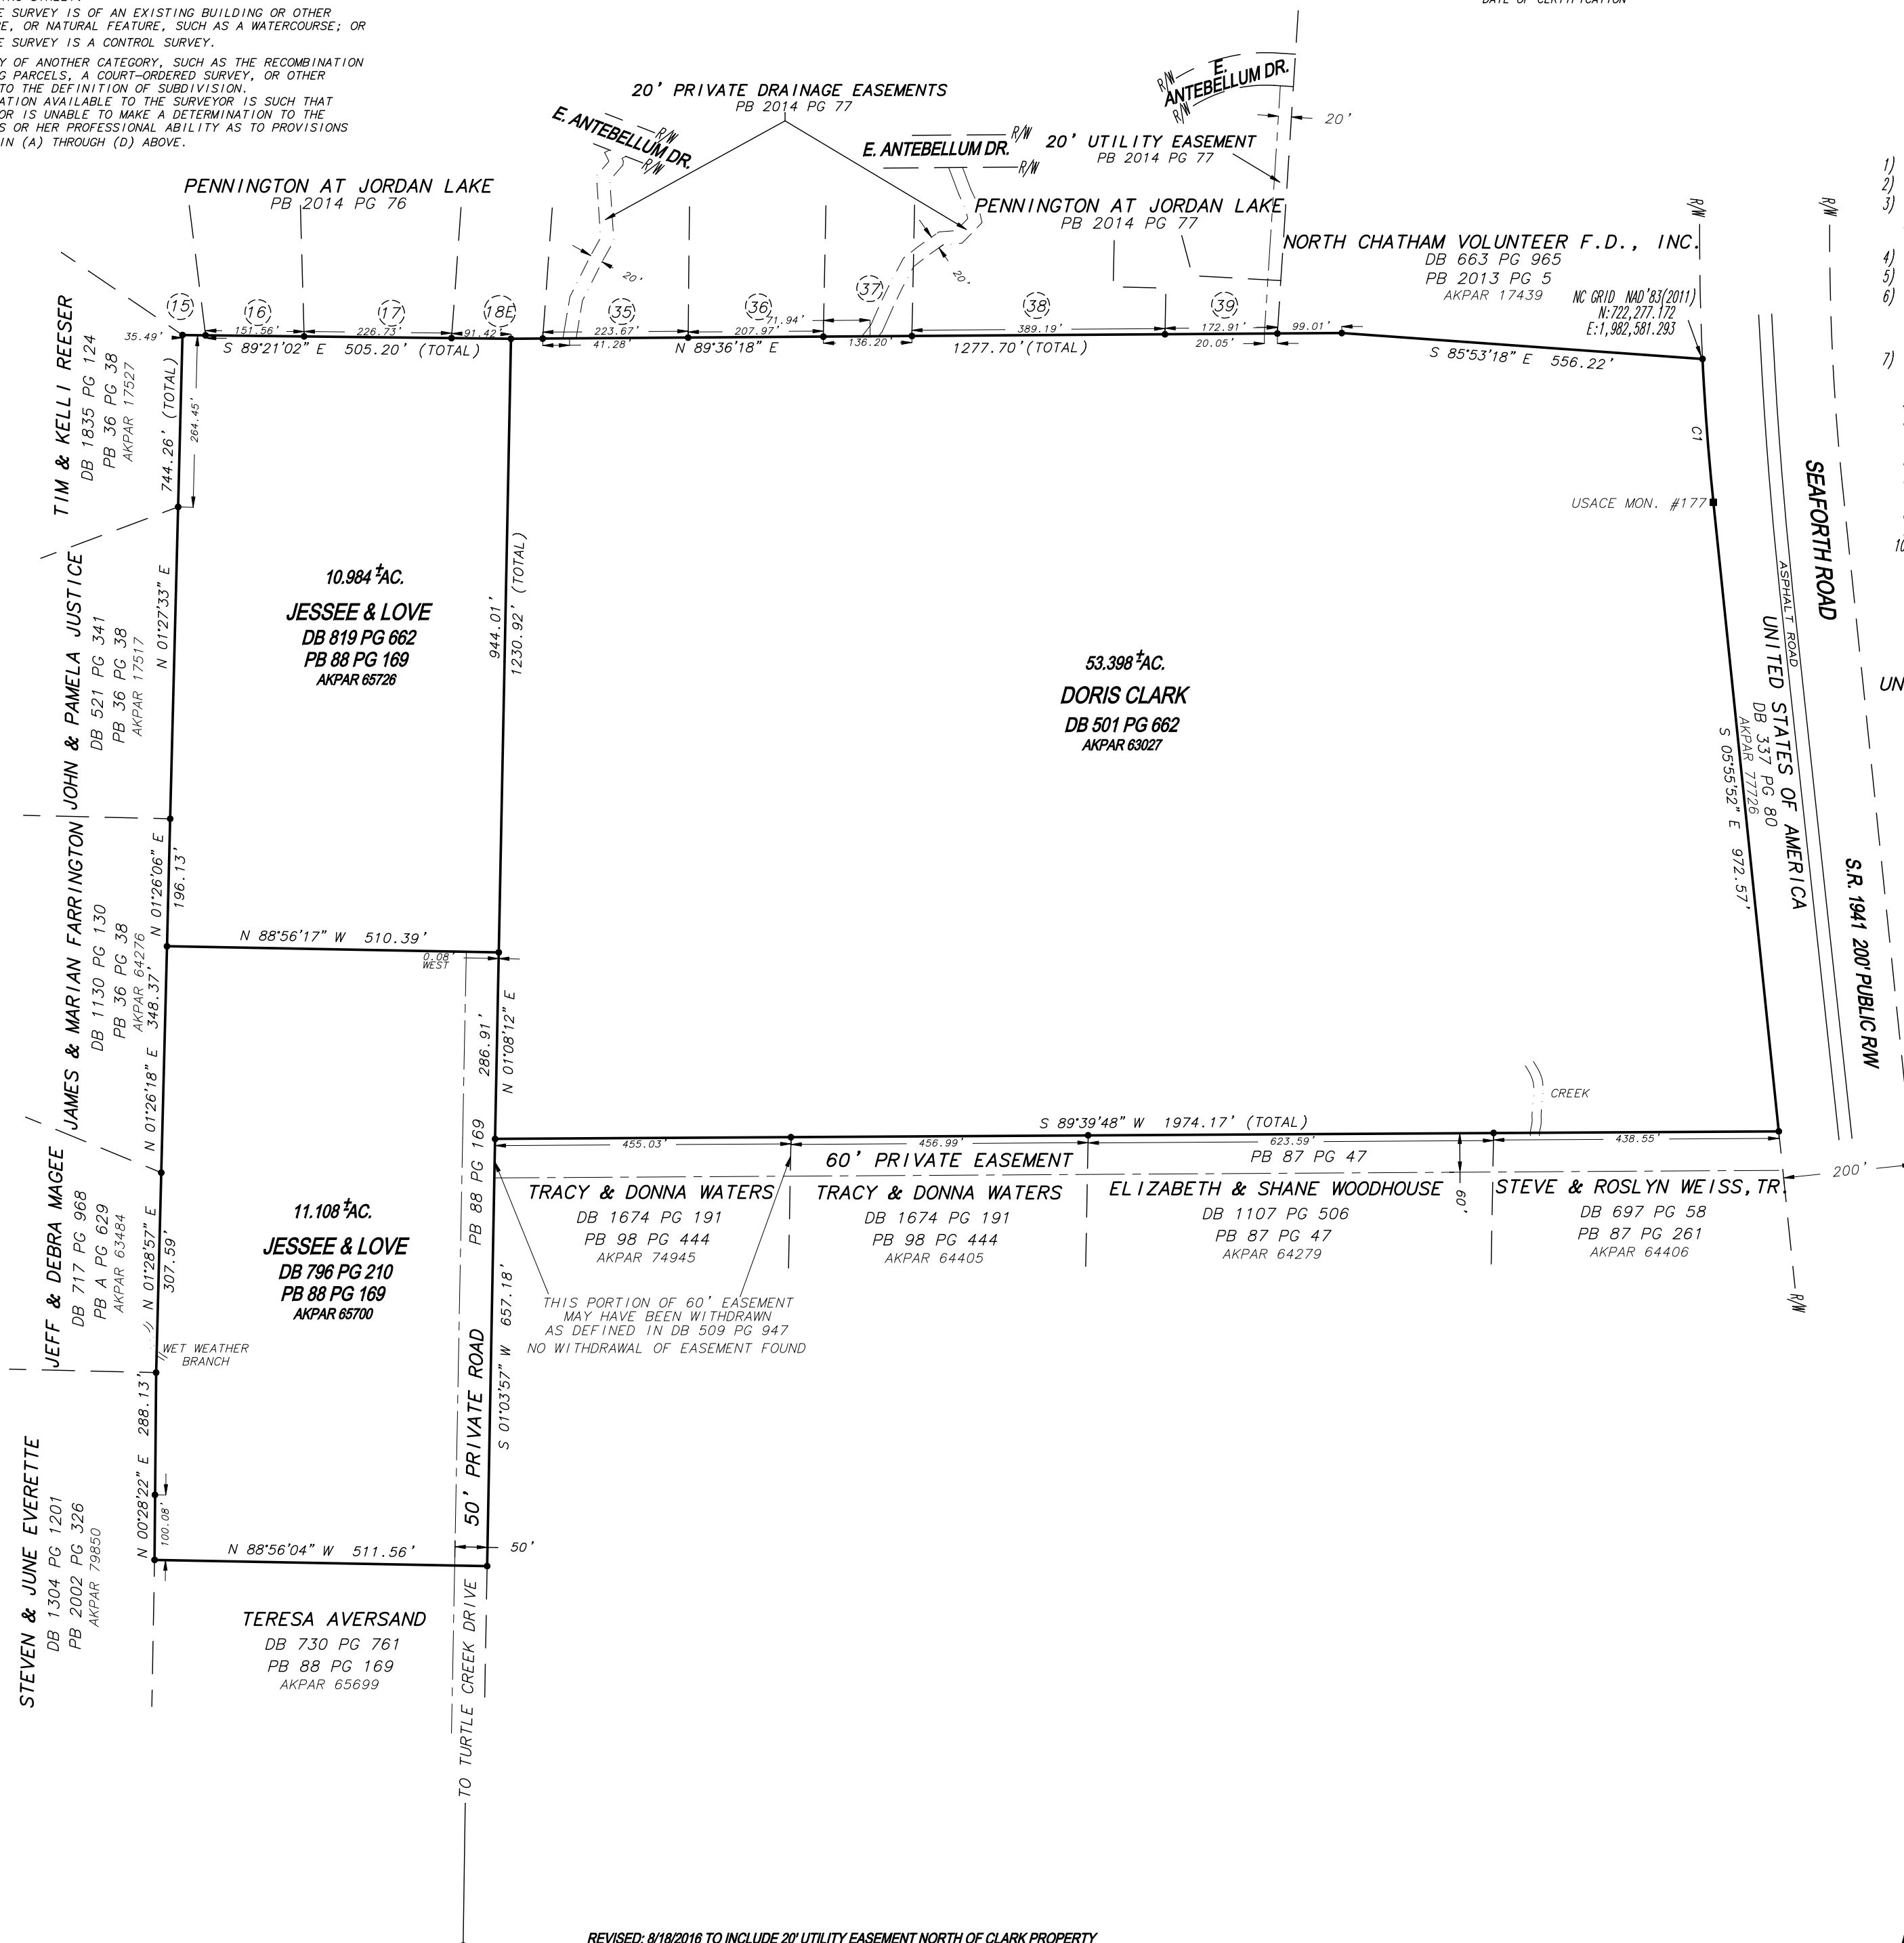 E SURVEY IS OF AN EXISTING BUILDING OR OTHER
RE, OR NATURAL FEATURE, SUCH AS A WATERCOURSE; OR
E SURVEY IS A CONTROL SURVEY.
Y OF ANOTHER CATEGORY, SUCH AS THE RECOMBINATION
G PARCELS, A COURT-ORDERED SURVEY, OR OTHER
TO THE DEFINITION OF SUBDIVISION.
ATION AVAILABLE TO THE SURVEYOR IS SUCH THAT
OR IS UNABLE TO MAKE A DETERMINATION TO THE
S OR HER PROFESSIONAL ABILITY AS TO PROVISIONS
IN (A) THROUGH (D) ABOVE.
DATE OF CERTIFICATION
20' PRIVATE DRAINAGE EASEMENTS
PB 2014 PG 77
E. ANTEBELLUM DR.
R/W
R/W
E. ANTEBELLUM DR.
R/W
R/W
E.
ANTEBELLUM DR.
R/W
R/W
20'
20' UTILITY EASEMENT
PB 2014 PG 77
PENNINGTON AT JORDAN LAKE
PB 2014 PG 76
PENNINGTON AT JORDAN LAKE
PB 2014 PG 77
NORTH CHATHAM VOLUNTEER F.D., INC.
DB 663 PG 965
PB 2013 PG 5
AKPAR 17439
NC GRID NAD'83(2011)
N:722,277.172
E:1,982,581.293
R/W
R/W
1)
2)
3)
4)
5)
6)
7)
10
20'
20'
15
16
17
18E
35
36
37
38
39
35.49'
151.56'
226.73'
91.42'
223.67'
207.97'
71.94'
389.19'
172.91'
99.01'
S 89°21'02" E 505.20' (TOTAL)
41.28'
N 89°36'18" E
136.20'
1277.70'(TOTAL)
20.05'
S 85°53'18" E 556.22'
C1
USACE MON. #177
TIM & KELLI REESER
DB 1835 PG 124
PB 36 PG 38
AKPAR 17527
744.26' (TOTAL)
264.45'
N 01°27'33" E
JOHN & PAMELA JUSTICE
DB 521 PG 341
PB 36 PG 38
AKPAR 17517
10.984±AC.
JESSEE & LOVE
DB 819 PG 662
PB 88 PG 169
AKPAR 65726
944.01'
1230.92' (TOTAL)
53.398±AC.
DORIS CLARK
DB 501 PG 662
AKPAR 63027
S 05°55'52" E 972.57'
UNITED STATES OF AMERICA
DB 337 PG 80
AKPAR 77726
ASPHALT ROAD
SEAFORTH ROAD
S.R. 1941 200' PUBLIC R/W
UN
JAMES & MARIAN FARRINGTON
DB 1130 PG 130
PB 36 PG 38
AKPAR 64276
N 01°26'06" E
196.13'
N 88°56'17" W 510.39'
0.08'
WEST
N 01°26'18" E 348.37'
286.91'
N 01°08'12" E
S 89°39'48" W 1974.17' (TOTAL)
CREEK
455.03'
456.99'
623.59'
438.55'
60' PRIVATE EASEMENT
PB 87 PG 47
60'
200'
R/W
TRACY & DONNA WATERS
DB 1674 PG 191
PB 98 PG 444
AKPAR 74945
TRACY & DONNA WATERS
DB 1674 PG 191
PB 98 PG 444
AKPAR 64405
ELIZABETH & SHANE WOODHOUSE
DB 1107 PG 506
PB 87 PG 47
AKPAR 64279
STEVE & ROSLYN WEISS, TR.
DB 697 PG 58
PB 87 PG 261
AKPAR 64406
THIS PORTION OF 60' EASEMENT
MAY HAVE BEEN WITHDRAWN
AS DEFINED IN DB 509 PG 947
NO WITHDRAWAL OF EASEMENT FOUND
JEFF & DEBRA MAGEE
DB 717 PG 968
PB A PG 629
AKPAR 63484
N 01°28'57" E
307.59'
WET WEATHER
BRANCH
11.108±AC.
JESSEE & LOVE
DB 796 PG 210
PB 88 PG 169
AKPAR 65700
50' PRIVATE ROAD
PB 88 PG 169
S 01°03'57" W 657.18'
STEVEN & JUNE EVERETTE
DB 1304 PG 1201
PB 2002 PG 326
AKPAR 79850
N 00°28'22" E 288.13'
100.08'
N 88°56'04" W 511.56'
50'
TERESA AVERSAND
DB 730 PG 761
PB 88 PG 169
AKPAR 65699
TO TURTLE CREEK DRIVE
REVISED: 8/18/2016 TO INCLUDE 20' UTILITY EASEMENT NORTH OF CLARK PROPERTY